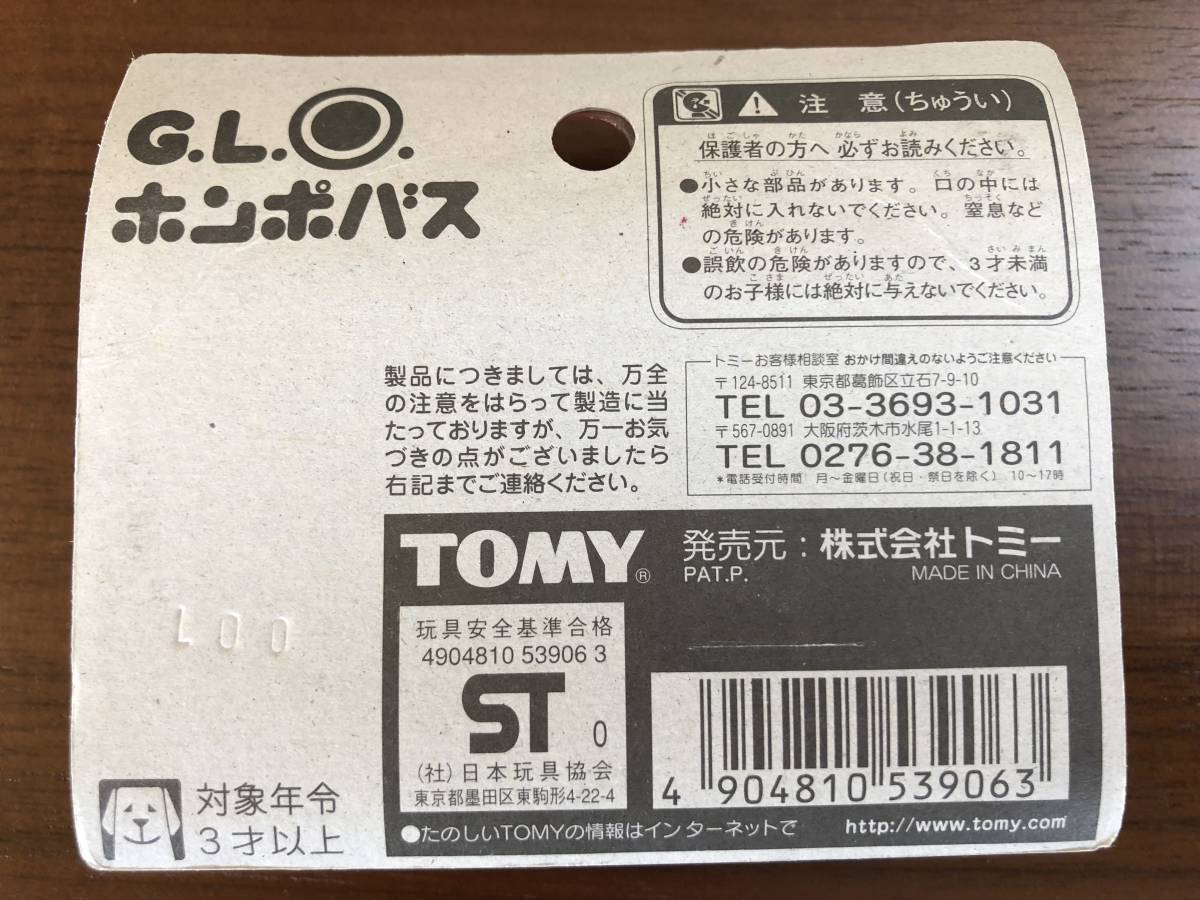 G.L.O.
ホンポバス
注 意(ちゅうい)
保護者の方へ 必ずお読みください。
●小さな部品があります。口の中には
絶対に入れないでください。窒息など
の危険があります。
●誤飲の危険がありますので、3才未満
のお子様には絶対に与えないでください。
製品につきましては、万全
の注意をはらって製造に当
たっておりますが、万一お気
づきの点がございましたら
右記までご連絡ください。
トミーお客様相談室 おかけ間違えのないようご注意ください
〒124-8511 東京都葛飾区立石7-9-10
TEL 03-3693-1031
〒567-0891 大阪府茨木市水尾1-1-13
TEL 0276-38-1811
*電話受付時間 月〜金曜日(祝日・祭日を除く) 10〜17時
TOMY®
発売元:株式会社トミー
PAT.P. MADE IN CHINA
玩具安全基準合格
4904810 53906 3
ST 0
(社)日本玩具協会
東京都墨田区東駒形4-22-4
4 904810 539063
●たのしいTOMYの情報はインターネットで http://www.tomy.com
001
対象年令
3才以上